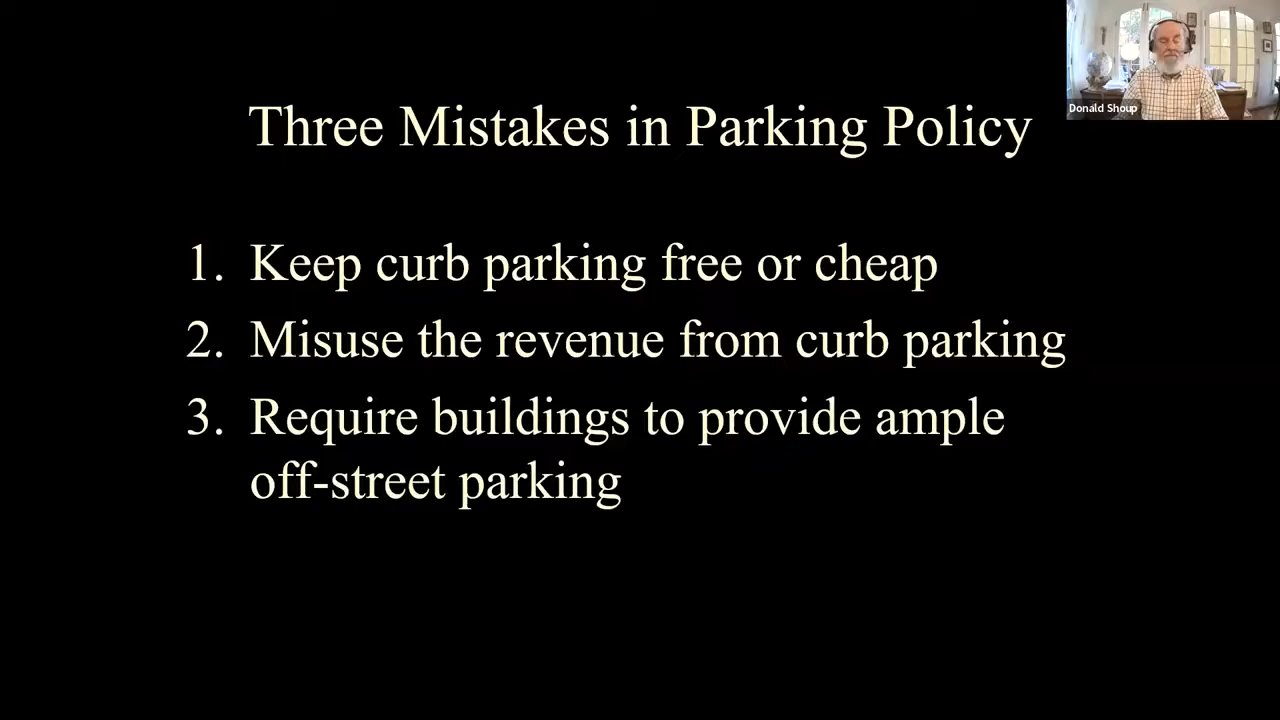 Donald Shoup
Three Mistakes in Parking Policy
1. Keep curb parking free or cheap
2. Misuse the revenue from curb parking
3. Require buildings to provide ample
off-street parking